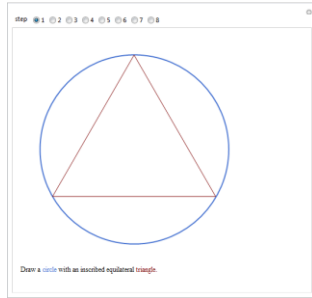 step 1 2 3 4 5 6 7 8
Draw a circle with an inscribed equilateral triangle.